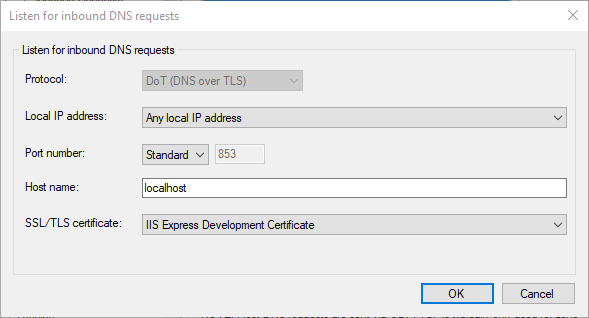 Listen for inbound DNS requests
Listen for inbound DNS requests
Protocol: DoT (DNS over TLS)
Local IP address: Any local IP address
Port number: Standard 853
Host name: localhost
SSL/TLS certificate: IIS Express Development Certificate
OK Cancel